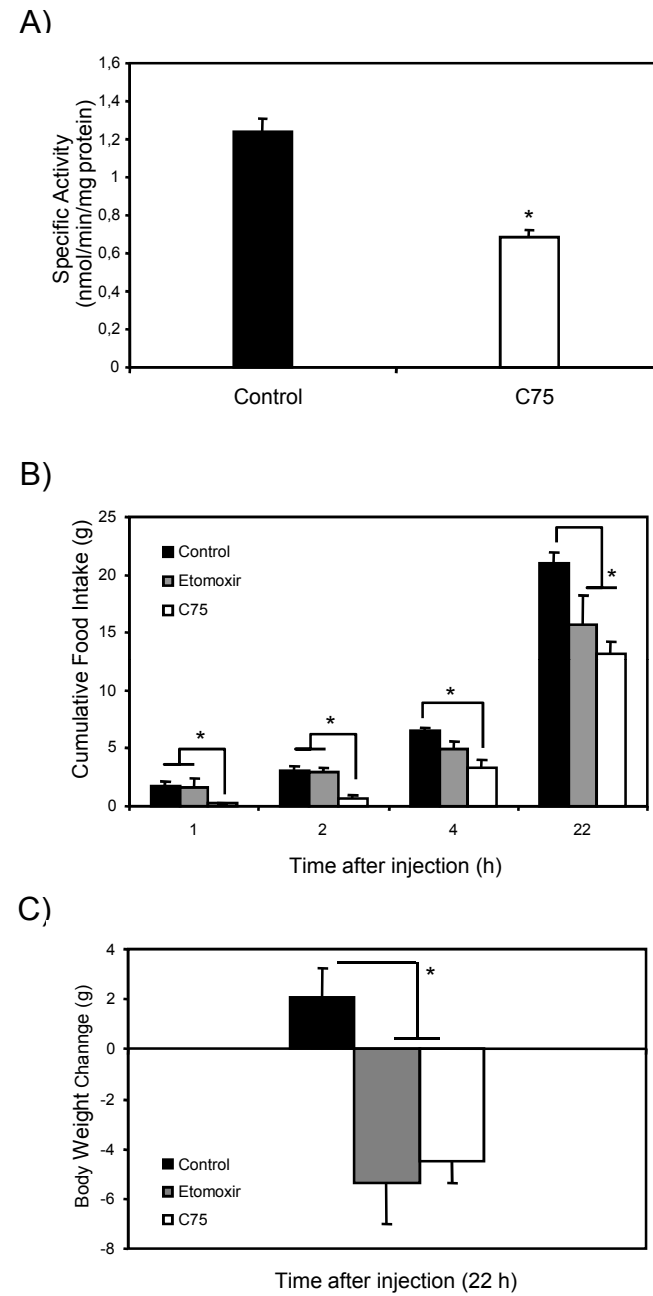 A)
Specific Activity
(nmol/min/mg protein)
1,6
1,4
1,2
1
0,8
0,6
0,4
0,2
0
*
Control
C75
B)
Cumulative Food Intake (g)
25
20
15
10
5
0
Control
Etomoxir
C75
*
*
*
*
1
2
4
22
Time after injection (h)
C)
Body Weight Channge (g)
4
2
0
-2
-4
-6
-8
*
Control
Etomoxir
C75
Time after injection (22 h)